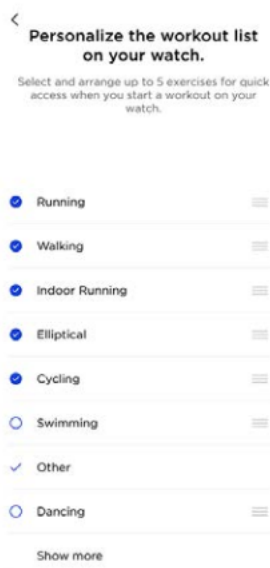 Personalize the workout list
on your watch.
Select and arrange up to 5 exercises for quick
access when you start a workout on your
watch.
Running
Walking
Indoor Running
Elliptical
Cycling
Swimming
Other
Dancing
Show more